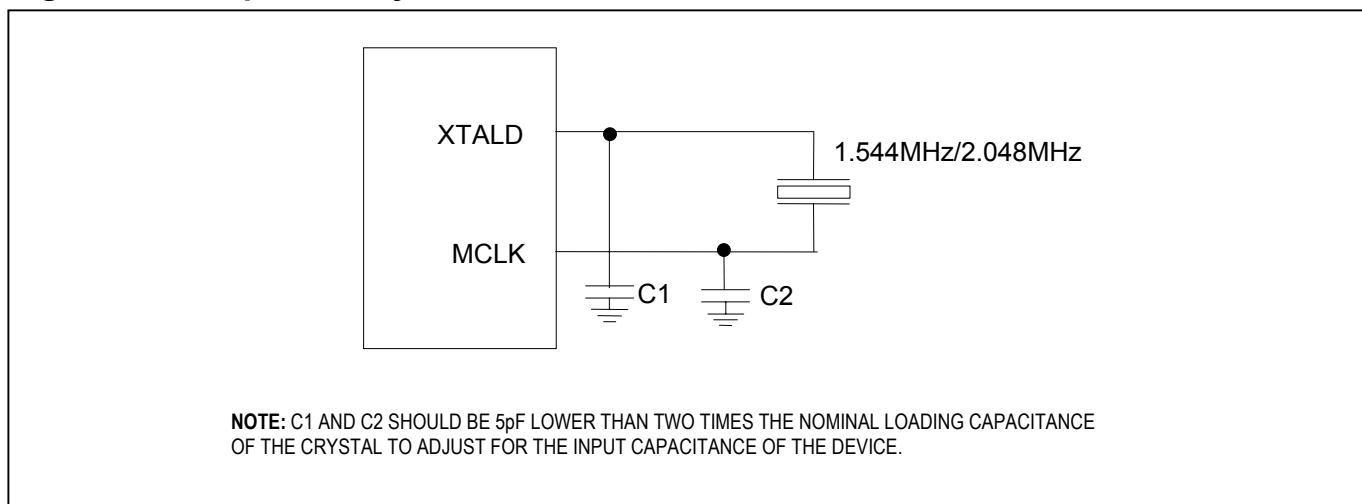 XTALD
1.544MHz/2.048MHz
MCLK
C1
C2
NOTE: C1 AND C2 SHOULD BE 5pF LOWER THAN TWO TIMES THE NOMINAL LOADING CAPACITANCE
OF THE CRYSTAL TO ADJUST FOR THE INPUT CAPACITANCE OF THE DEVICE.